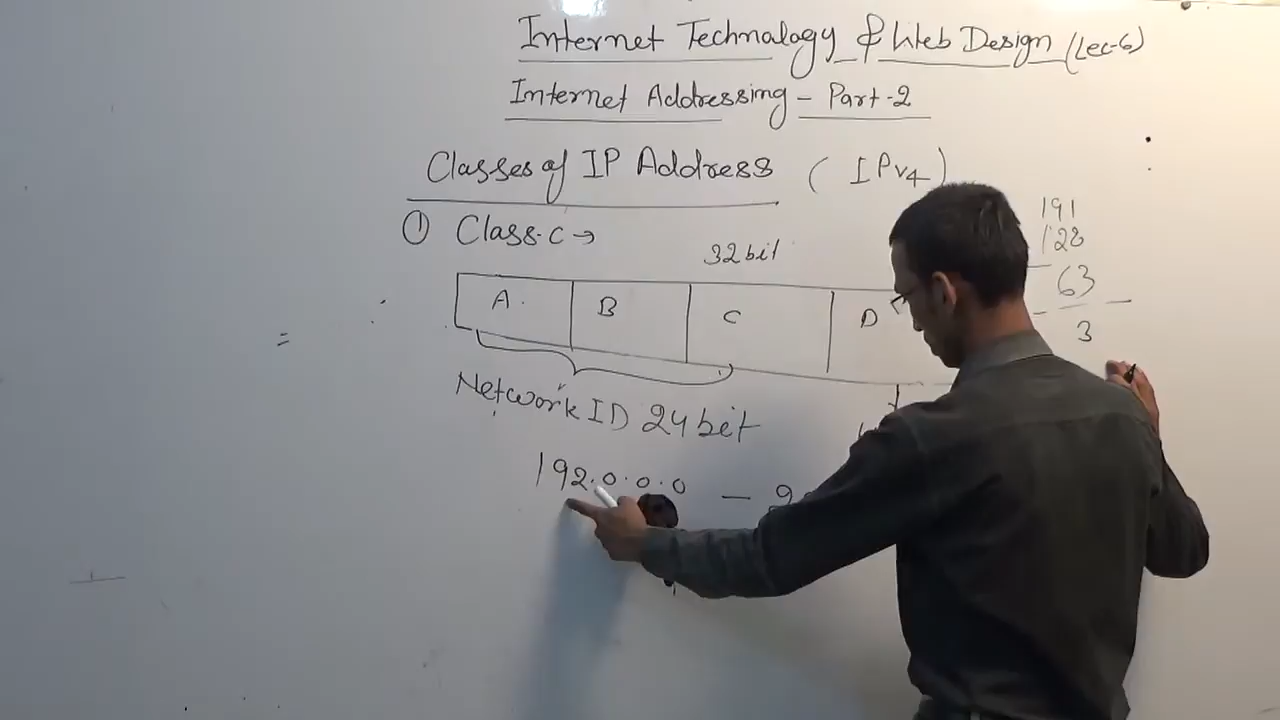 Internet Technalogy & Web Design (Lec-6)
Internet Addressing - Part-2
Classes of IP Address ( IPv4 )
① Class.C →
32 bit
A. B C D
Network ID 24 bit
192.0.0.0 -
191
128
63
3
=